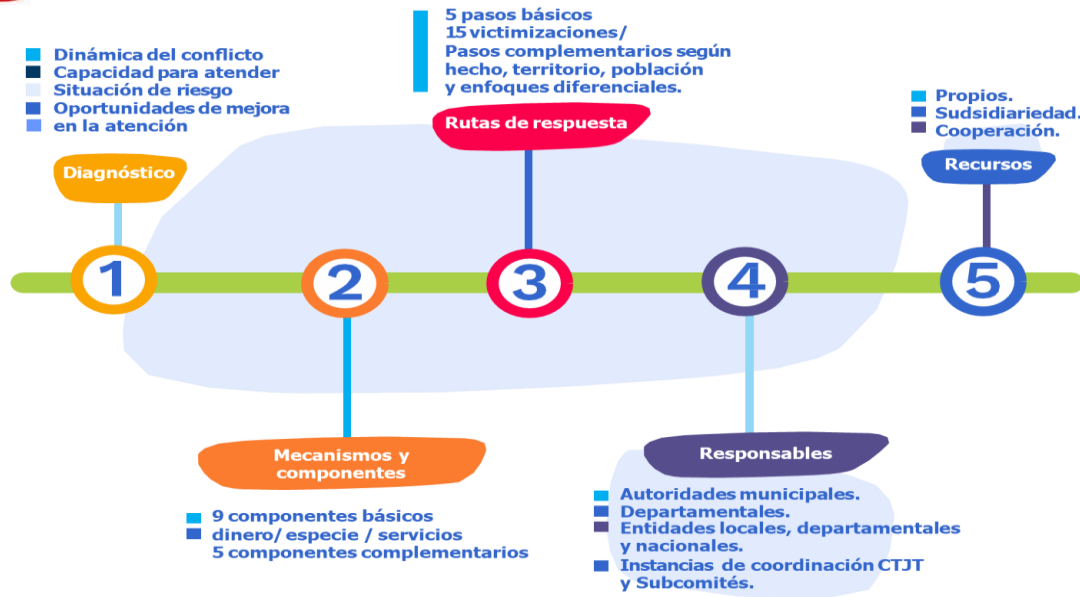 Dinámica del conflicto
Capacidad para atender
Situación de riesgo
Oportunidades de mejora
en la atención
Diagnóstico
1
2
Mecanismos y
componentes
9 componentes básicos
dinero/ especie / servicios
5 componentes complementarios
5 pasos básicos
15 victimizaciones/
Pasos complementarios según
hecho, territorio, población
y enfoques diferenciales.
Rutas de respuesta
3
4
Responsables
Autoridades municipales.
Departamentales.
Entidades locales, departamentales
y nacionales.
Instancias de coordinación CTJT
y Subcomités.
Propios.
Sudsidiariedad.
Cooperación.
Recursos
5